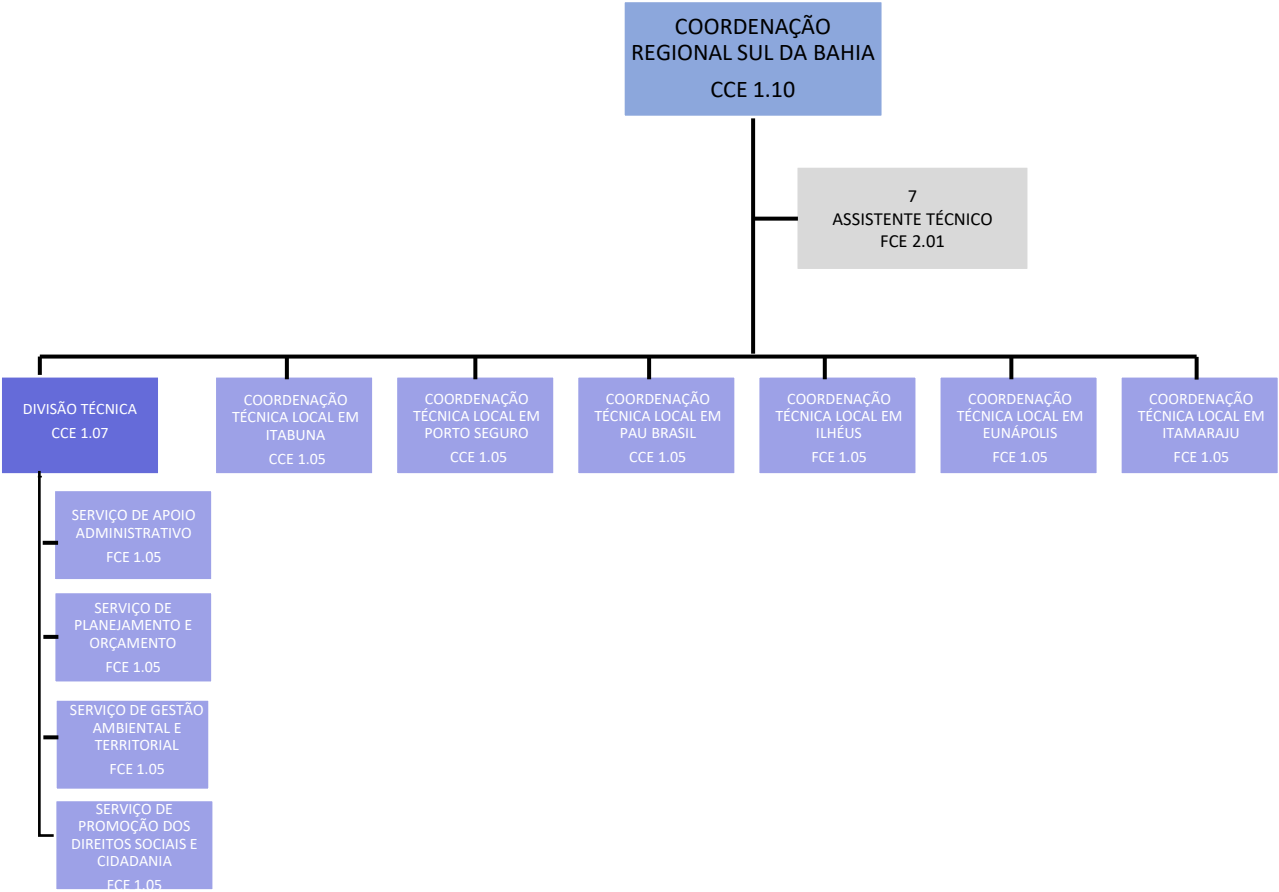 COORDENAÇÃO
REGIONAL SUL DA BAHIA
CCE 1.10
7
ASSISTENTE TÉCNICO
FCE 2.01
DIVISÃO TÉCNICA
CCE 1.07
COORDENAÇÃO
TÉCNICA LOCAL EM
ITABUNA
CCE 1.05
COORDENAÇÃO
TÉCNICA LOCAL EM
PORTO SEGURO
CCE 1.05
COORDENAÇÃO
TÉCNICA LOCAL EM
PAU BRASIL
CCE 1.05
COORDENAÇÃO
TÉCNICA LOCAL EM
ILHÉUS
FCE 1.05
COORDENAÇÃO
TÉCNICA LOCAL EM
EUNÁPOLIS
FCE 1.05
COORDENAÇÃO
TÉCNICA LOCAL EM
ITAMARAJU
FCE 1.05
SERVIÇO DE APOIO
ADMINISTRATIVO
FCE 1.05
SERVIÇO DE
PLANEJAMENTO E
ORÇAMENTO
FCE 1.05
SERVIÇO DE GESTÃO
AMBIENTAL E
TERRITORIAL
FCE 1.05
SERVIÇO DE
PROMOÇÃO DOS
DIREITOS SOCIAIS E
CIDADANIA
FCE 1.05